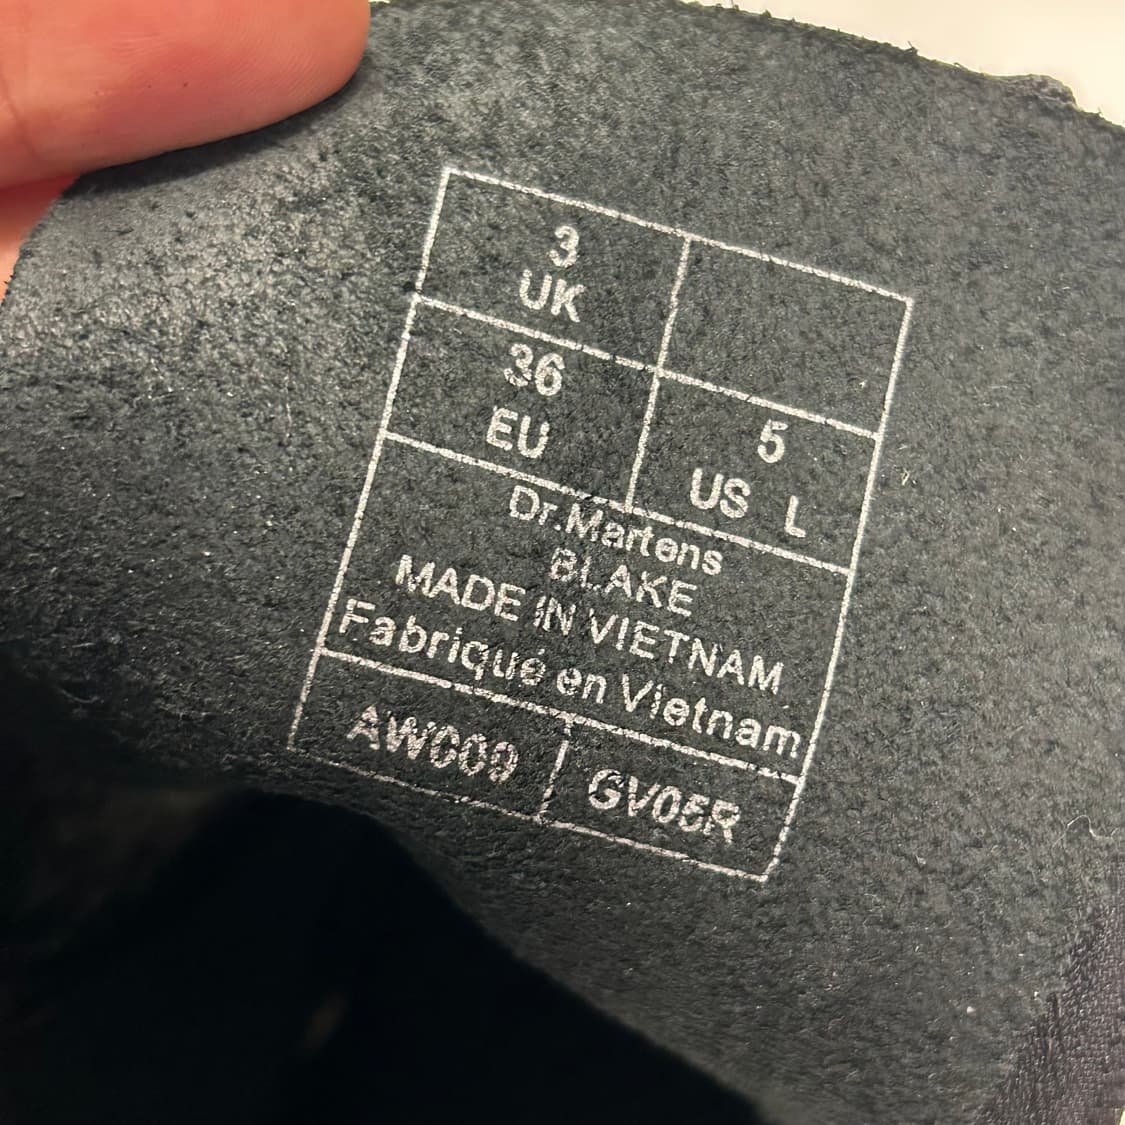 3
UK
36
EU
5
US L
Dr.Martens
BLAKE
MADE IN VIETNAM
Fabriqué en Vietnam
AW009
GV05R